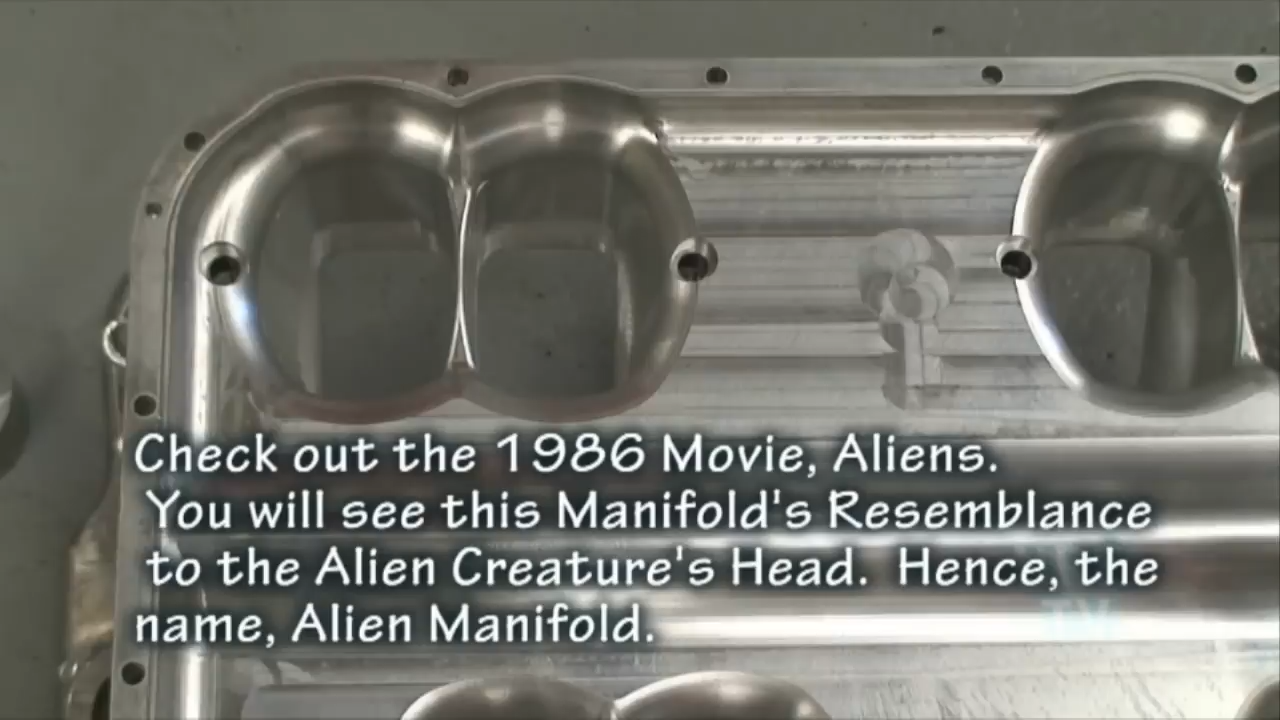 Check out the 1986 Movie, Aliens.
You will see this Manifold's Resemblance
to the Alien Creature's Head. Hence, the
name, Alien Manifold.
TV